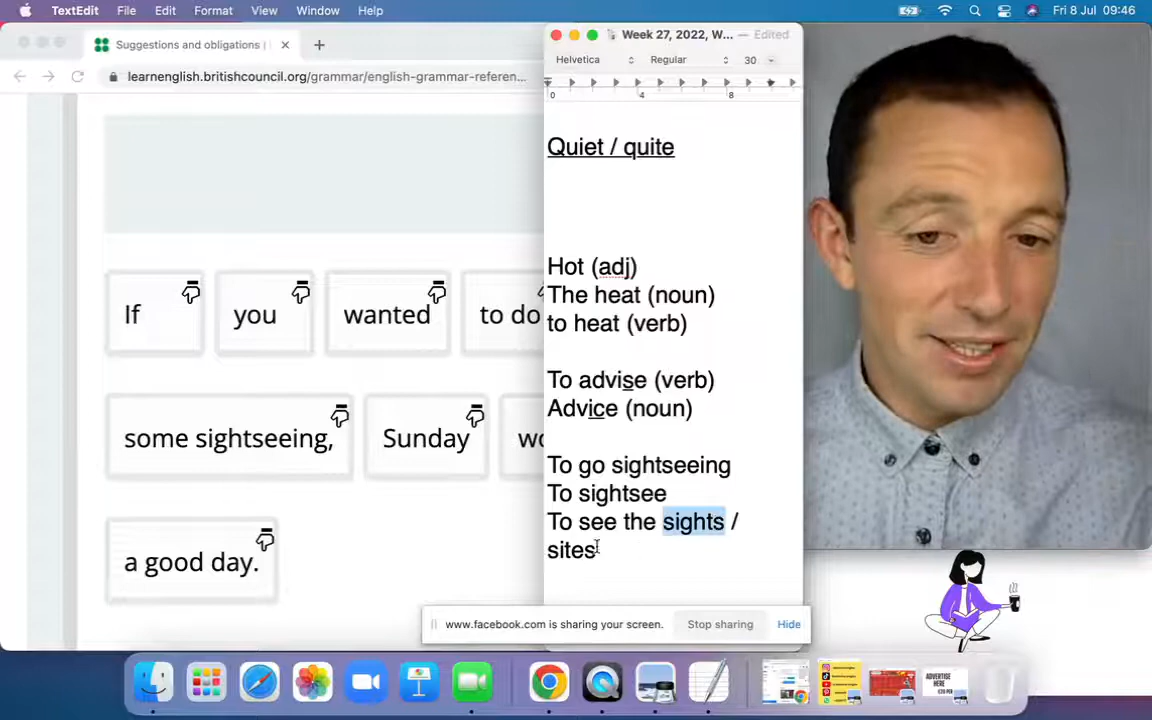 TextEdit File Edit Format View Window Help Fri 8 Jul 09:46
Suggestions and obligations |
learnenglish.britishcouncil.org/grammar/english-grammar-referen...
If you wanted to do
some sightseeing, Sunday wo
a good day.
Week 27, 2022, W... — Edited
Helvetica Regular 30
0 4 8
Quiet / quite
Hot (adj)
The heat (noun)
to heat (verb)
To advise (verb)
Advice (noun)
To go sightseeing
To sightsee
To see the sights /
sites
www.facebook.com is sharing your screen. Stop sharing Hide